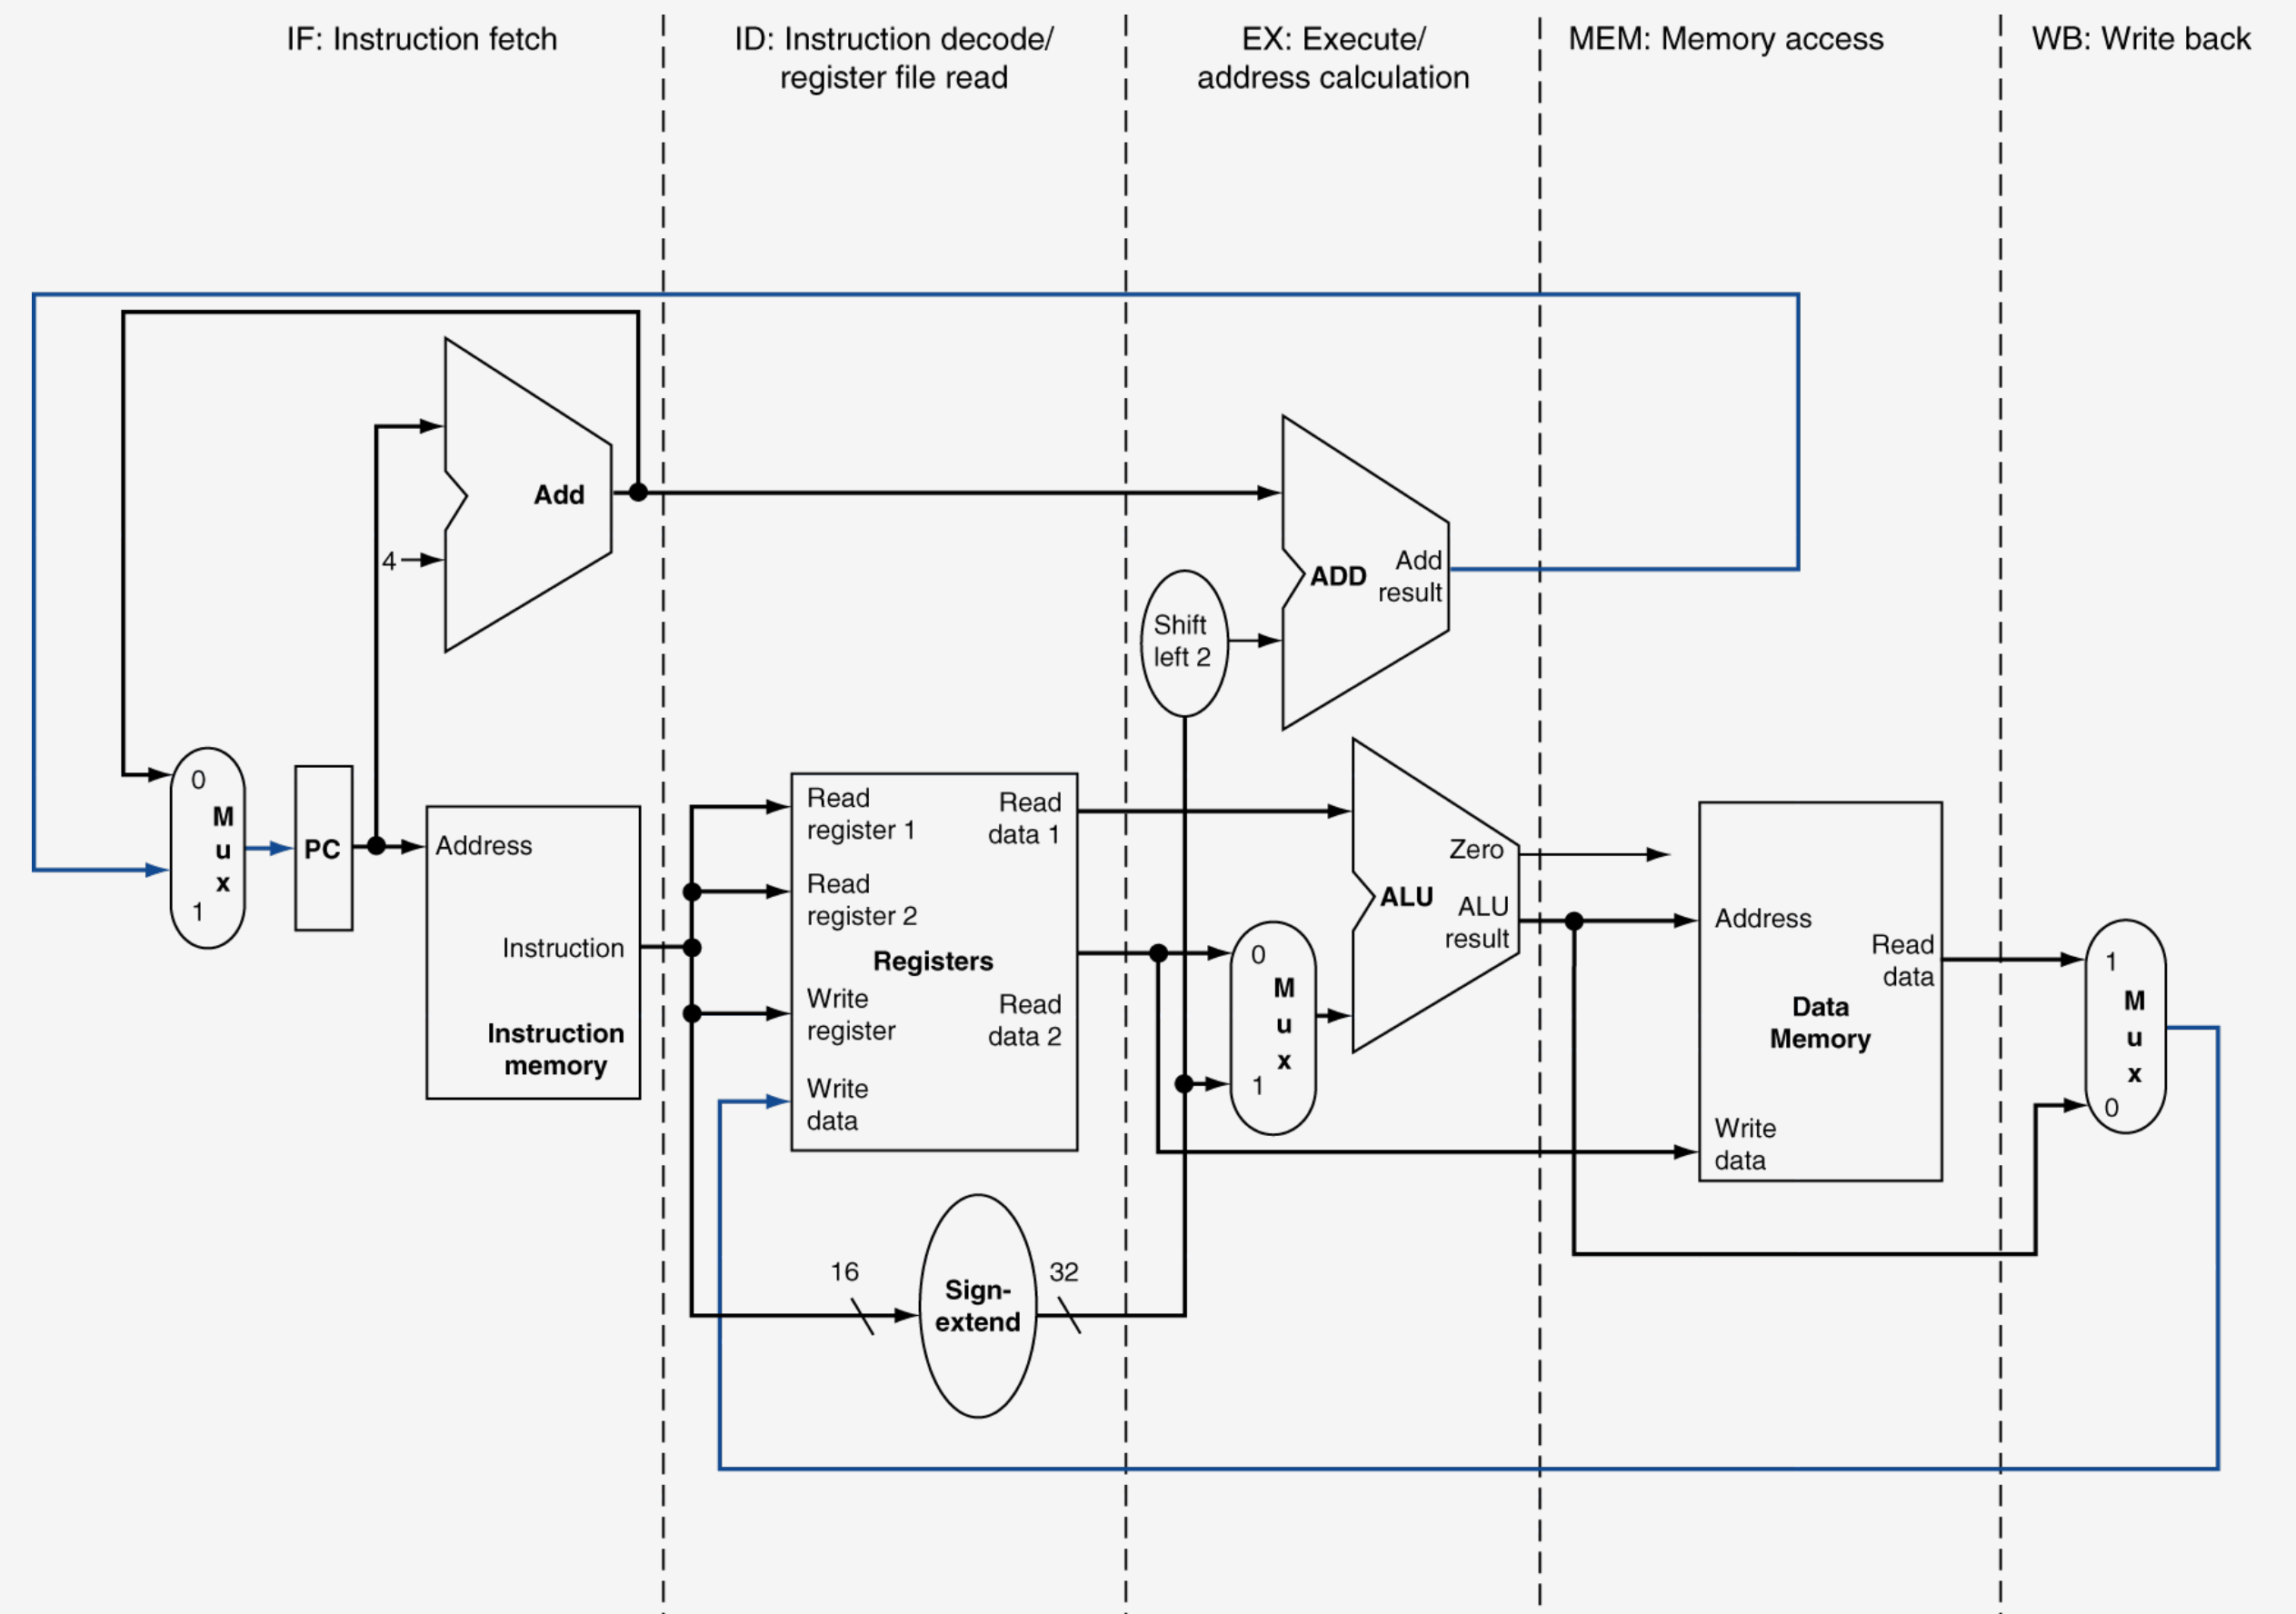 IF: Instruction fetch
ID: Instruction decode/
register file read
EX: Execute/
address calculation
MEM: Memory access
WB: Write back
Add
4
ADD
Add
result
Shift
left 2
0
M
u
x
1
PC
Address
Instruction
Instruction
memory
Read
register 1
Read
data 1
Read
register 2
Registers
Write
register
Read
data 2
Write
data
16
Sign-
extend
32
0
M
u
x
1
Zero
ALU
ALU
result
Address
Read
data
Data
Memory
Write
data
1
M
u
x
0